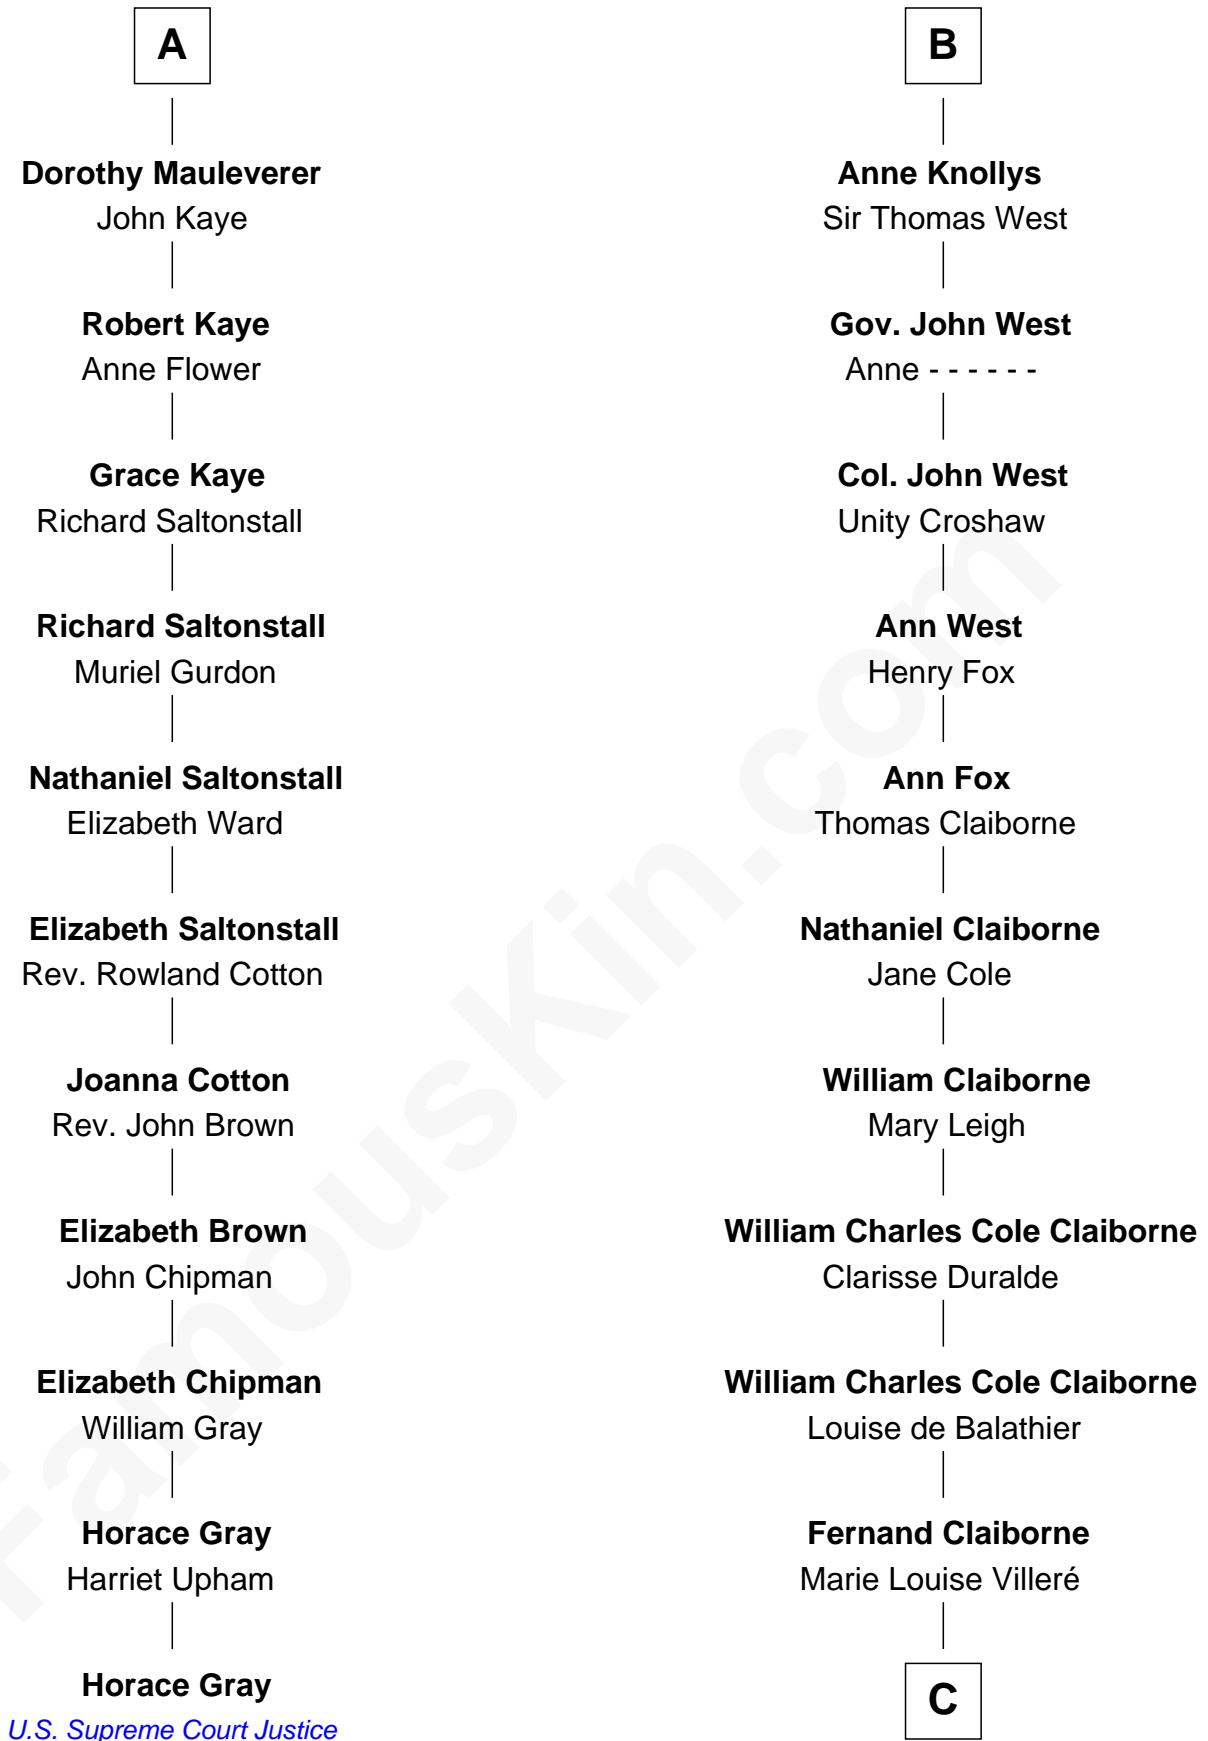 A
Dorothy Mauleverer
John Kaye
Robert Kaye
Anne Flower
Grace Kaye
Richard Saltonstall
Richard Saltonstall
Muriel Gurdon
Nathaniel Saltonstall
Elizabeth Ward
Elizabeth Saltonstall
Rev. Rowland Cotton
Joanna Cotton
Rev. John Brown
Elizabeth Brown
John Chipman
Elizabeth Chipman
William Gray
Horace Gray
Harriet Upham
Horace Gray
U.S. Supreme Court Justice
B
Anne Knollys
Sir Thomas West
Gov. John West
Anne - - - - - -
Col. John West
Unity Croshaw
Ann West
Henry Fox
Ann Fox
Thomas Claiborne
Nathaniel Claiborne
Jane Cole
William Claiborne
Mary Leigh
William Charles Cole Claiborne
Clarisse Duralde
William Charles Cole Claiborne
Louise de Balathier
Fernand Claiborne
Marie Louise Villeré
C
FamousKin.com